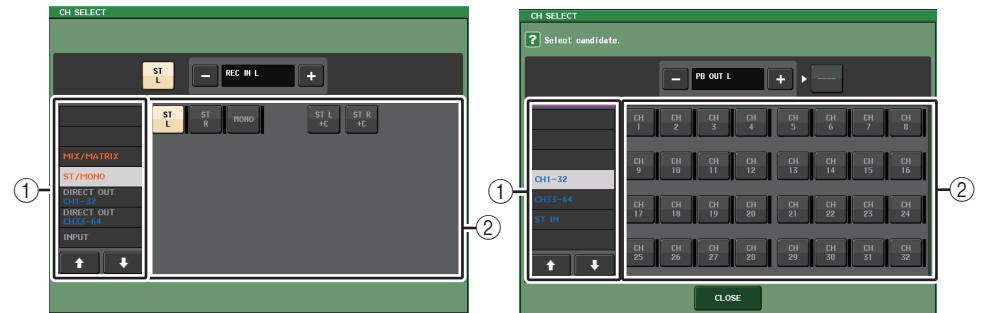 CH SELECT
ST L
−
REC IN L
+
ST L
ST R
MONO
ST L +C
ST R +C
MIX/MATRIX
ST/MONO
DIRECT OUT
CH1-32
DIRECT OUT
CH33-64
INPUT
1
2
CH SELECT
? Select candidate.
−
PB OUT L
+
----
CH 1 CH 2 CH 3 CH 4 CH 5 CH 6 CH 7 CH 8
CH 9 CH 10 CH 11 CH 12 CH 13 CH 14 CH 15 CH 16
CH 17 CH 18 CH 19 CH 20 CH 21 CH 22 CH 23 CH 24
CH 25 CH 26 CH 27 CH 28 CH 29 CH 30 CH 31 CH 32
CH1-32
CH33-64
ST IN
1
2
CLOSE